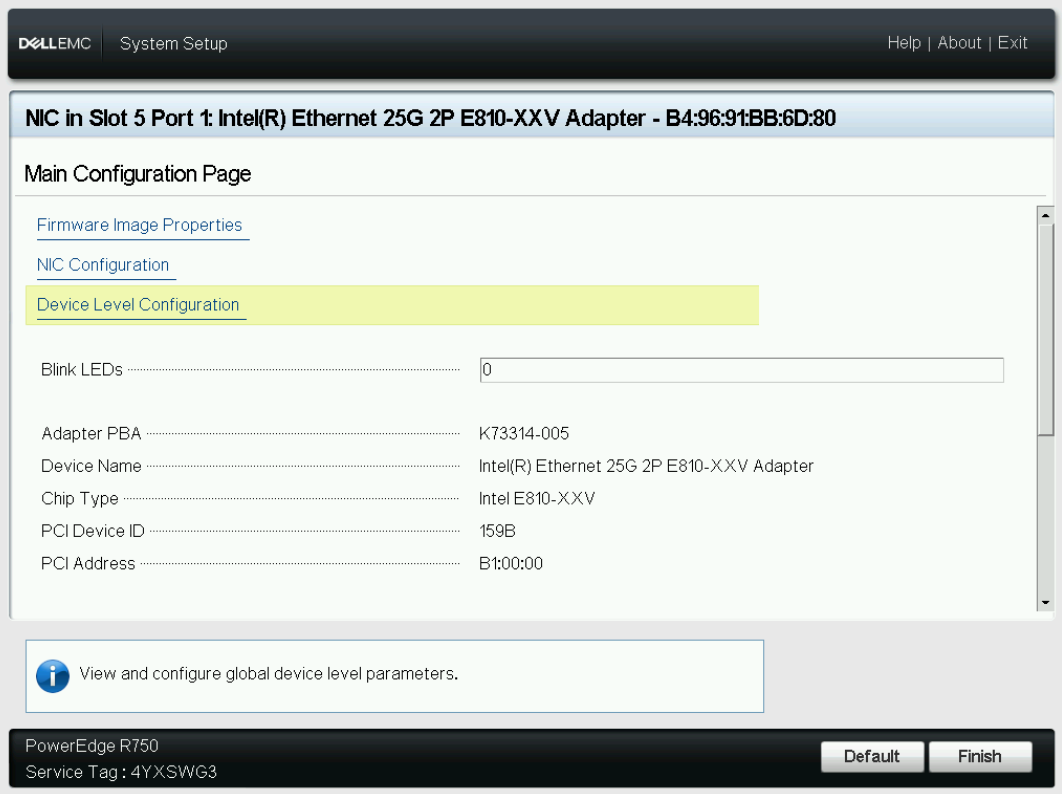 DELLEMC System Setup Help | About | Exit
NIC in Slot 5 Port 1: Intel(R) Ethernet 25G 2P E810-XXV Adapter - B4:96:91:BB:6D:80
Main Configuration Page
Firmware Image Properties
NIC Configuration
Device Level Configuration
Blink LEDs 0
Adapter PBA K73314-005
Device Name Intel(R) Ethernet 25G 2P E810-XXV Adapter
Chip Type Intel E810-XXV
PCI Device ID 159B
PCI Address B1:00:00
View and configure global device level parameters.
PowerEdge R750
Service Tag : 4YXSWG3
Default Finish